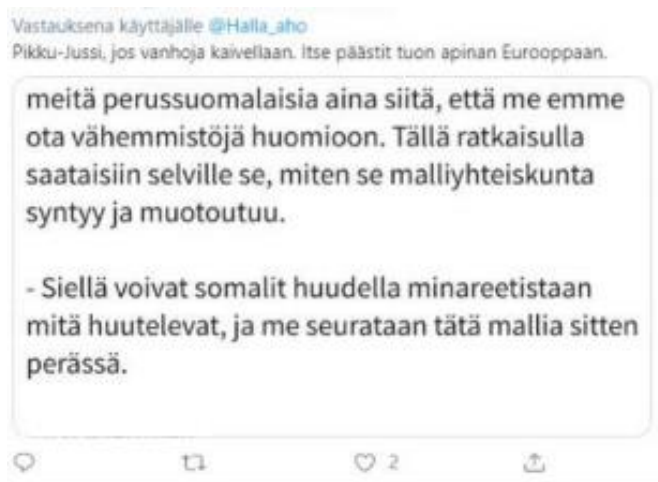 Vastauksena käyttäjälle @Halla_aho
Pikku-Jussi, jos vanhoja kaivellaan. Itse päästit tuon apinan Eurooppaan.
meitä perussuomalaisia aina siitä, että me emme
ota vähemmistöjä huomioon. Tällä ratkaisulla
saataisiin selville se, miten se malliyhteiskunta
syntyy ja muotoutuu.
- Siellä voivat somalit huudella minareetistaan
mitä huutelevat, ja me seurataan tätä mallia sitten
perässä.
2